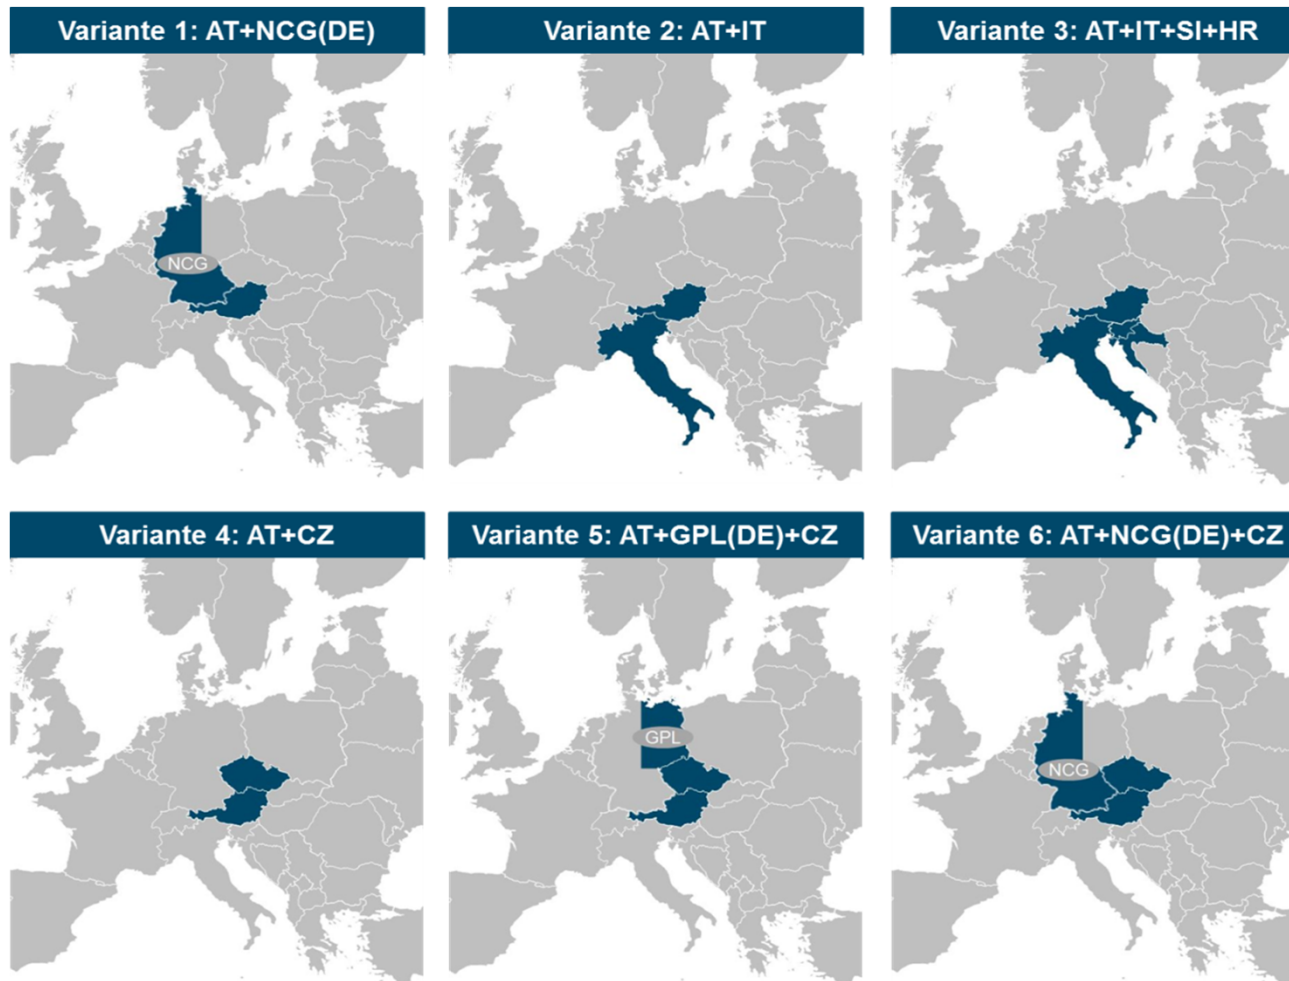 Variante 1: AT+NCG(DE)
Variante 2: AT+IT
Variante 3: AT+IT+SI+HR
NCG
Variante 4: AT+CZ
Variante 5: AT+GPL(DE)+CZ
Variante 6: AT+NCG(DE)+CZ
GPL
NCG